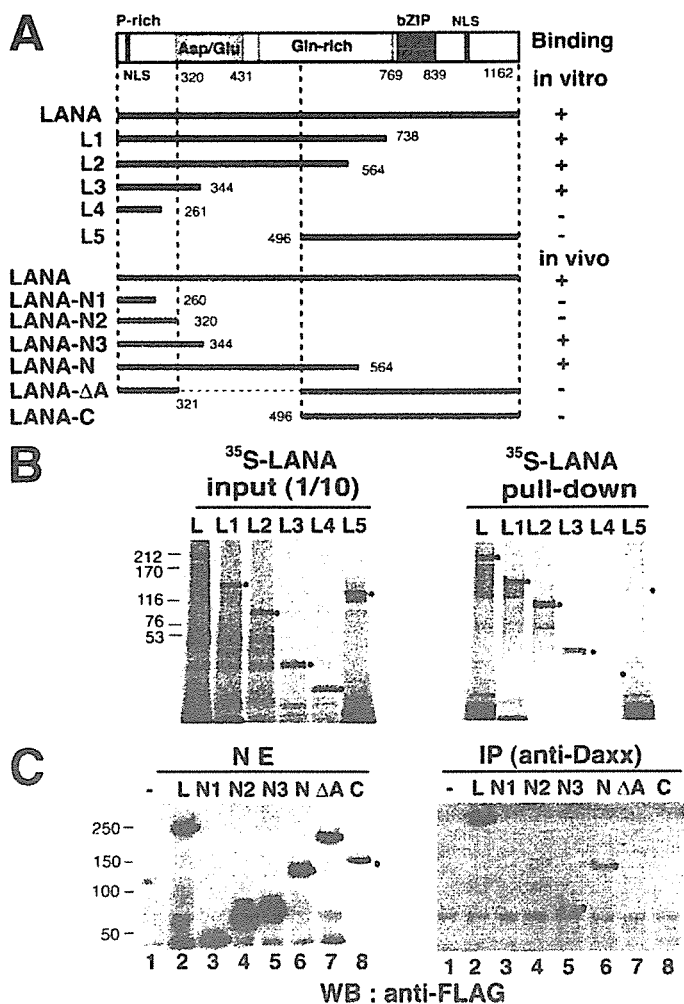 A
P-rich
bZIP
NLS
Asp/Glu
Gln-rich
Binding
NLS
320
431
769
839
1162
in vitro
LANA
+
L1
738
+
L2
564
+
L3
344
+
L4
261
-
L5
496
-
in vivo
LANA
+
LANA-N1
260
-
LANA-N2
320
-
LANA-N3
344
+
LANA-N
564
+
LANA-ΔA
321
-
LANA-C
496
-
B
35S-LANA
input (1/10)
35S-LANA
pull-down
L L1 L2 L3 L4 L5
L L1 L2 L3 L4 L5
212
170
116
76
53
C
N E
IP (anti-Daxx)
- L N1 N2 N3 N ΔA C
- L N1 N2 N3 N ΔA C
250
150
100
50
1 2 3 4 5 6 7 8
1 2 3 4 5 6 7 8
WB : anti-FLAG